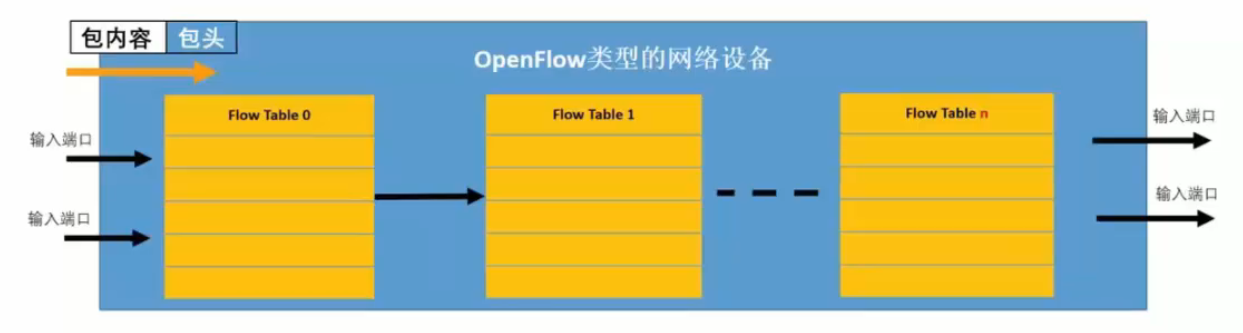 包内容 包头
OpenFlow类型的网络设备
Flow Table 0
Flow Table 1
Flow Table n
输入端口
输入端口
输入端口
输入端口